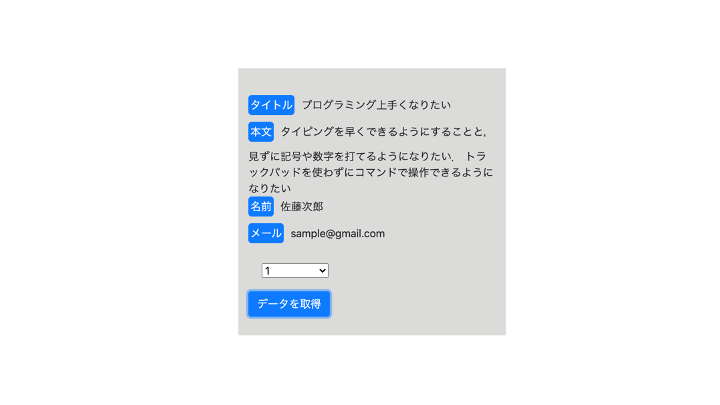 タイトル プログラミング上手くなりたい
本文 タイピングを早くできるようにすることと,
見ずに記号や数字を打てるようになりたい． トラ
ックパッドを使わずにコマンドで操作できるように
なりたい
名前 佐藤次郎
メール sample@gmail.com
1
データを取得